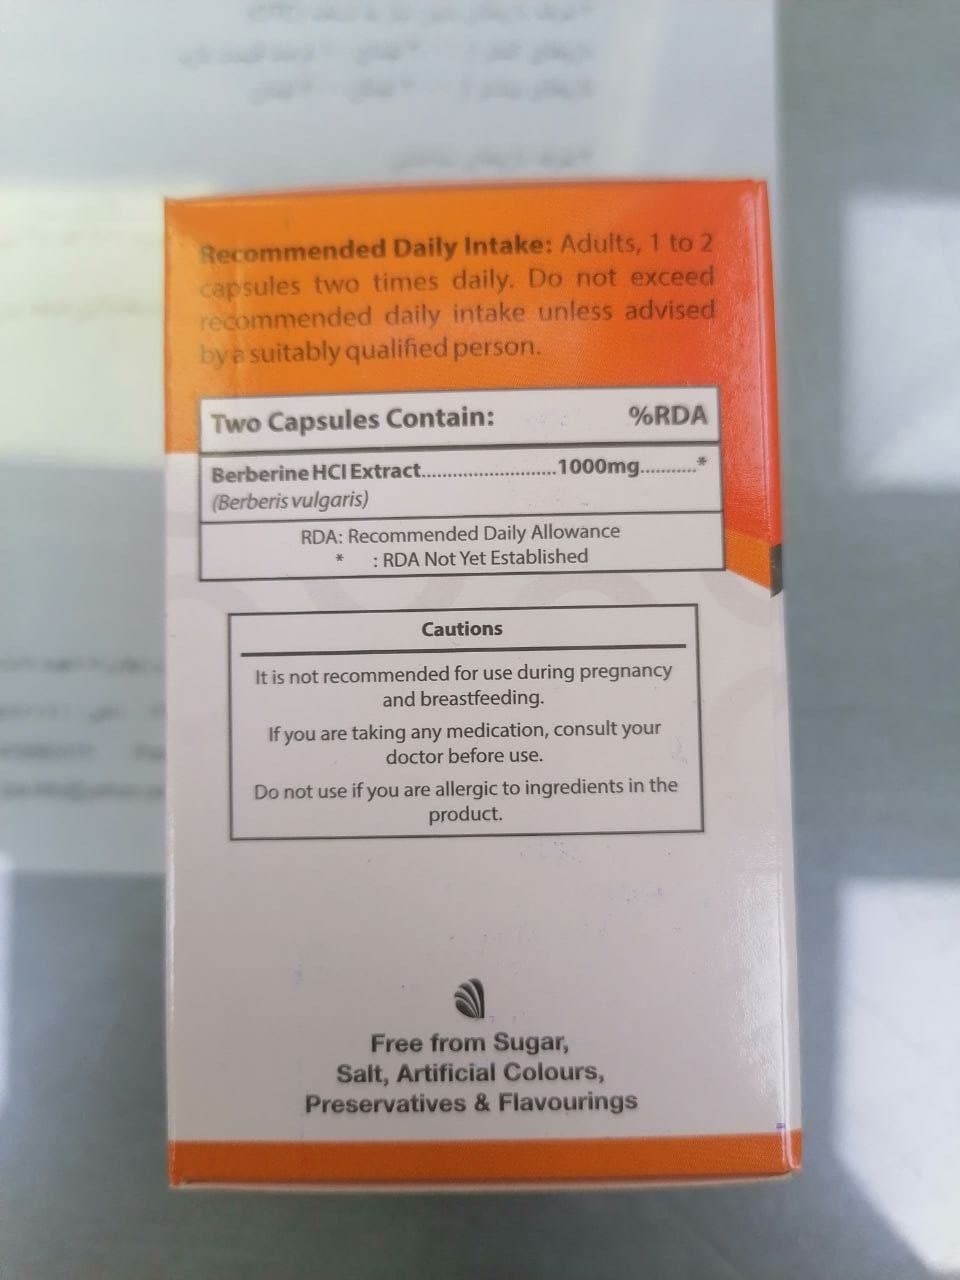 Recommended Daily Intake: Adults, 1 to 2
capsules two times daily. Do not exceed
recommended daily intake unless advised
by a suitably qualified person.
Two Capsules Contain: %RDA
Berberine HCl Extract..........................1000mg...........*
(Berberis vulgaris)
RDA: Recommended Daily Allowance
* : RDA Not Yet Established
Cautions
It is not recommended for use during pregnancy
and breastfeeding.
If you are taking any medication, consult your
doctor before use.
Do not use if you are allergic to ingredients in the
product.
Free from Sugar,
Salt, Artificial Colours,
Preservatives & Flavourings